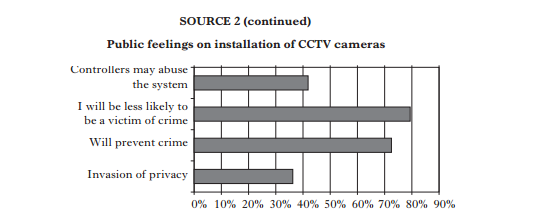 SOURCE 2 (continued)
Public feelings on installation of CCTV cameras
Controllers may abuse
the system
I will be less likely to
be a victim of crime
Will prevent crime
Invasion of privacy
0% 10% 20% 30% 40% 50% 60% 70% 80% 90%